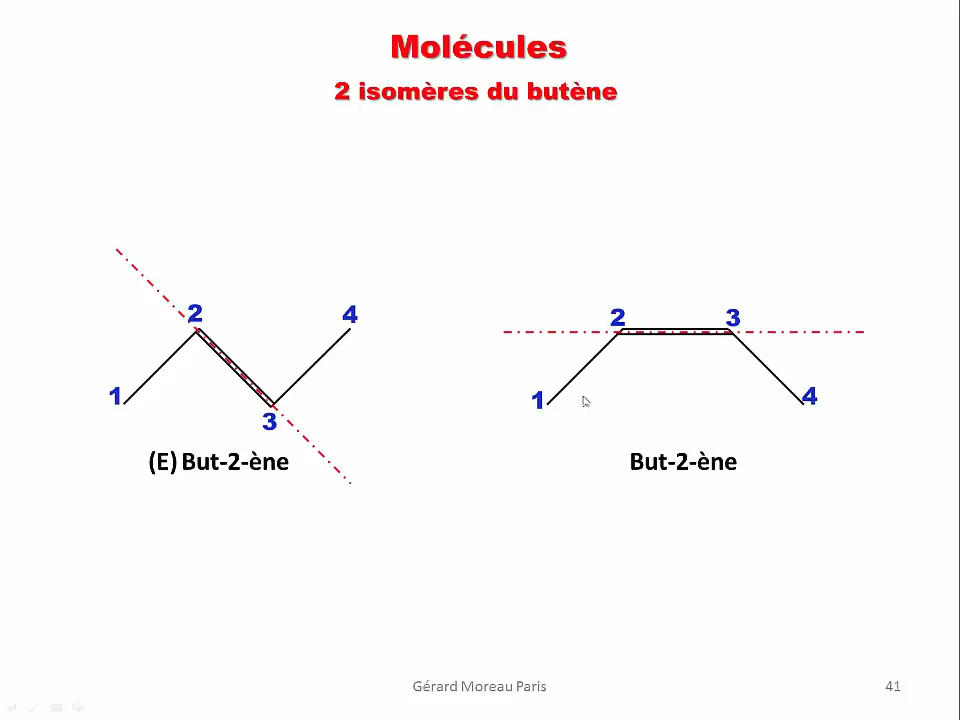 Molécules
2 isomères du butène
2
4
1
3
(E) But-2-ène
2
3
1
4
But-2-ène
Gérard Moreau Paris
41